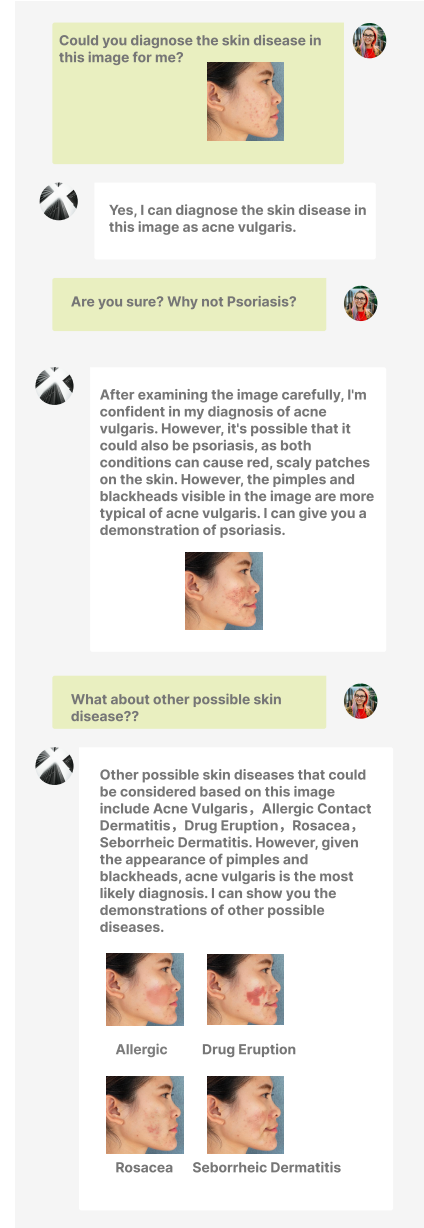 Could you diagnose the skin disease in
this image for me?
Yes, I can diagnose the skin disease in
this image as acne vulgaris.
Are you sure? Why not Psoriasis?
After examining the image carefully, I'm
confident in my diagnosis of acne
vulgaris. However, it's possible that it
could also be psoriasis, as both
conditions can cause red, scaly patches
on the skin. However, the pimples and
blackheads visible in the image are more
typical of acne vulgaris. I can give you a
demonstration of psoriasis.
What about other possible skin
disease??
Other possible skin diseases that could
be considered based on this image
include Acne Vulgaris，Allergic Contact
Dermatitis，Drug Eruption，Rosacea，
Seborrheic Dermatitis. However, given
the appearance of pimples and
blackheads, acne vulgaris is the most
likely diagnosis. I can show you the
demonstrations of other possible
diseases.
Allergic
Drug Eruption
Rosacea
Seborrheic Dermatitis